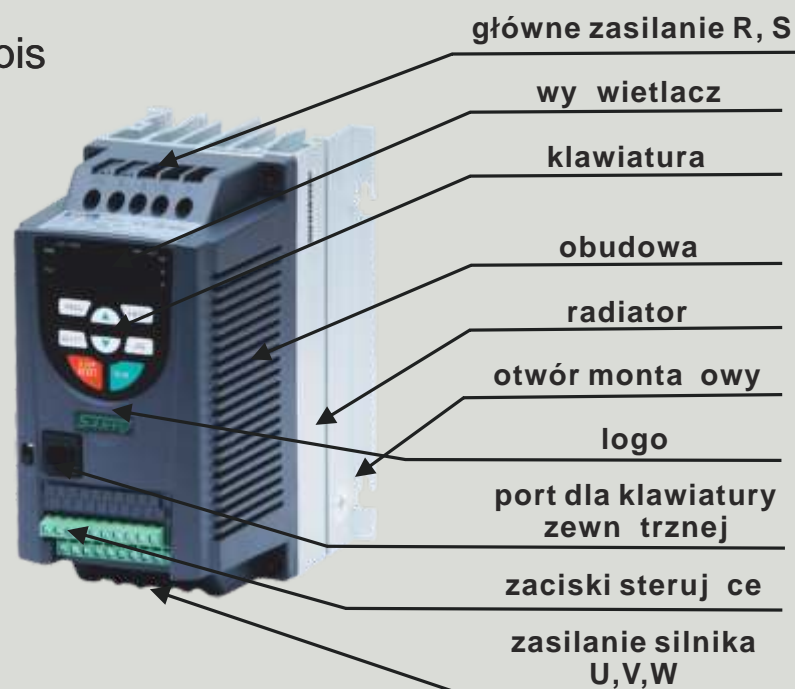 pis
główne zasilanie R, S
wy wietlacz
klawiatura
obudowa
radiator
otwór monta owy
logo
port dla klawiatury
zewn trznej
zaciski steruj ce
zasilanie silnika
U,V,W